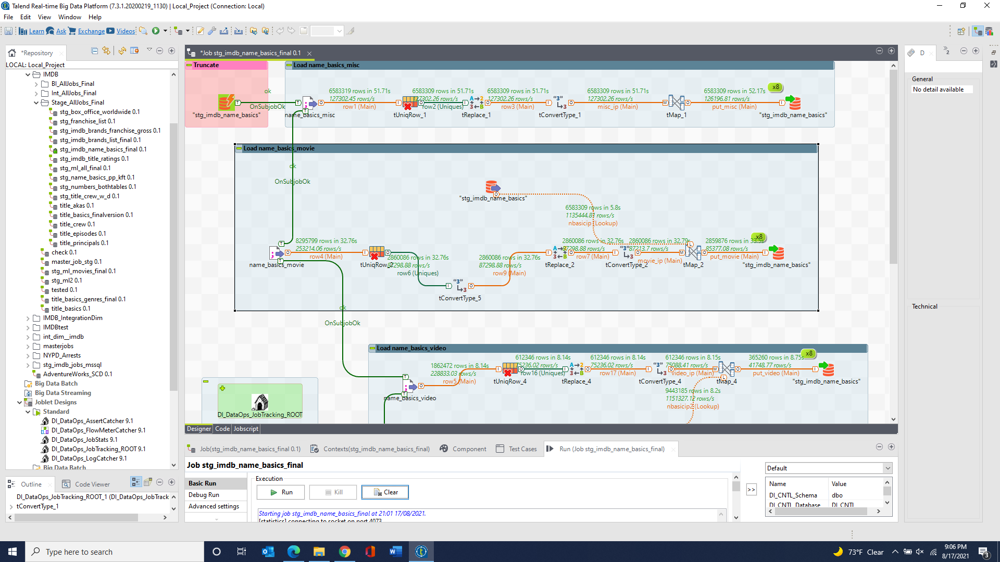 Talend Real-time Big Data Platform (7.3.1.20200219_1130) | Local_Project (Connection: Local)
File Edit View Window Help
Learn Ask Exchange Videos
*Repository
LOCAL: Local_Project
IMDB
BI_AllJobs_Final
Int_AllJobs_Final
Stage_AllJobs_Final
stg_box_office_worldwide 0.1
stg_franchise_list 0.1
stg_imdb_brands_franchise_gross 0.1
stg_imdb_brands_list_final 0.1
stg_imdb_name_basics_final 0.1
stg_imdb_title_ratings 0.1
stg_ml_all_final 0.1
stg_name_basics_pp_kft 0.1
stg_numbers_bothtables 0.1
stg_title_crew_w_d 0.1
title_akas 0.1
title_basics_finalversion 0.1
title_crew 0.1
title_episodes 0.1
title_principals 0.1
check 0.1
master_job_stg 0.1
stg_ml_movies_final 0.1
stg_ml2 0.1
tested 0.1
title_basics_genres_final 0.1
title_basics 0.1
IMDB_IntegrationDim
IMDBtest
int_dim__imdb
masterjobs
NYPD_Arrests
stg_imdb_jobs_mssql
AdventureWorks_SCD 0.1
Big Data Batch
Big Data Streaming
Joblet Designs
Standard
DI_DataOps_AssertCatcher 9.1
DI_DataOps_FlowMeterCatcher 9.1
DI_DataOps_JobStats 9.1
DI_DataOps_JobTracking_ROOT 9.1
DI_DataOps_LogCatcher 9.1
Big Data Batch
Outline Code Viewer
DI_DataOps_JobTracking_ROOT_1 (DI_DataOps_JobTrack
tConvertType_1
*Job stg_imdb_name_basics_final 0.1
Truncate
Load name_basics_misc
ok
OnSubjobOk
6583319 rows in 51.71s 6583309 rows in 51.71s 6583309 rows in 51.71s 6583309 rows in 51.71s 6583309 rows in 52.17s x8
127302.45 rows/s 127302.26 rows/s 127302.26 rows/s 127302.26 rows/s 126196.81 rows/s
row1 (Main) row2 (Uniques) row3 (Main) misc_ip (Main) put_misc (Main)
"stg_imdb_name_basics" name_basics_misc tUniqRow_1 tReplace_1 tConvertType_1 tMap_1 "stg_imdb_name_basics"
Load name_basics_movie
ok
OnSubjobOk
"stg_imdb_name_basics"
6583309 rows in 5.8s
1135444.81 rows/s
nbasicip (Lookup)
8295799 rows in 32.76s
253214.06 rows/s
row4 (Main)
2860086 rows in 32.76s
87298.88 rows/s
row6 (Uniques)
2860086 rows in 32.76s
87298.88 rows/s
row9 (Main)
2860086 rows in 32.76s
87298.88 rows/s
row7 (Main)
2860086 rows in 32.79s
87213.7 rows/s
movie_ip (Main)
2859876 rows in
85377.08 rows/s
put_movie (Main)
x8
name_basics_movie tUniqRow_2 tReplace_2 tConvertType_2 tMap_2 "stg_imdb_name_basics"
tConvertType_5
ok
OnSubjobOk
Load name_basics_video
1862472 rows in 8.14s
228833.03 rows/s
row5 (Main)
612346 rows in 8.14s
75236.02 rows/s
row16 (Uniques)
612346 rows in 8.14s
75236.02 rows/s
row17 (Main)
612346 rows in 8.15s
75088.41 rows/s
video_ip (Main)
365260 rows in 8.75s
41748.77 rows/s
put_video (Main)
x8
name_basics_video tUniqRow_4 tReplace_4 tConvertType_4 tMap_4 "stg_imdb_name_basics"
9443185 rows in 8.2s
1151327.12 rows/s
nbasicip2 (Lookup)
DI_DataOps_JobTracking_ROOT
Designer Code Jobscript
Job(stg_imdb_name_basics_final 0.1) Contexts(stg_imdb_name_basics_final) Component Test Cases Run (Job stg_imdb_name_basics_final)
Job stg_imdb_name_basics_final
Basic Run
Debug Run
Advanced settings
Execution
Run Kill Clear
Starting job stg_imdb_name_basics_final at 21:01 17/08/2021.
[statistics] connecting to socket on port 4073
>>
Default
Name Value
DI_CNTL_Schema dbo
DI_CNTL_Database DI_CNTL
D
2
General
No detail available
Technical
Type here to search
73°F Clear
9:06 PM
8/17/2021
3